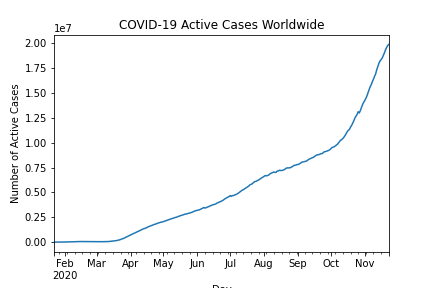 COVID-19 Active Cases Worldwide
1e7
2.00
1.75
1.50
1.25
1.00
0.75
0.50
0.25
0.00
Number of Active Cases
Feb Mar Apr May Jun Jul Aug Sep Oct Nov
2020